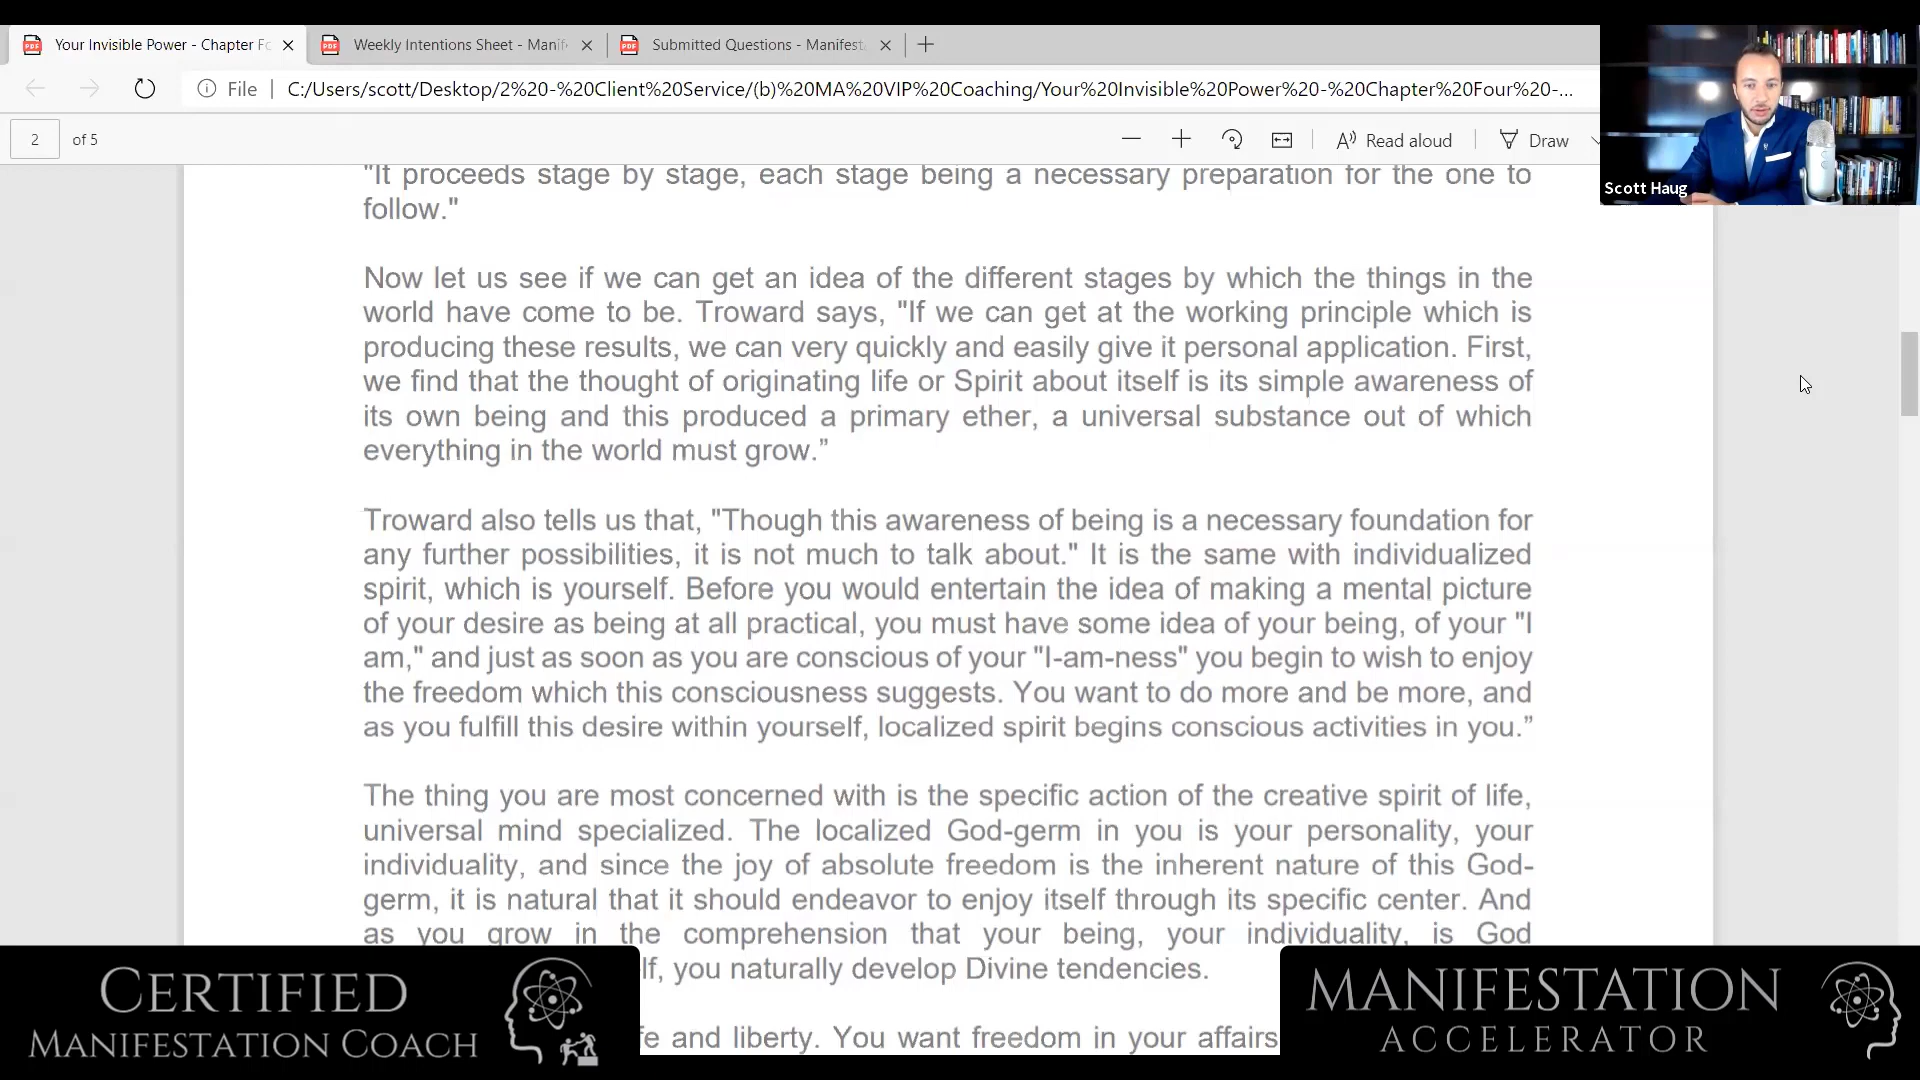 Your Invisible Power - Chapter Fo
Weekly Intentions Sheet - Manif
Submitted Questions - Manifest
File
C:/Users/scott/Desktop/2%20-%20Client%20Service/(b)%20MA%20VIP%20Coaching/Your%20Invisible%20Power%20-%20Chapter%20Four%20-...
2 of 5
Read aloud
Draw
Scott Haug
"It proceeds stage by stage, each stage being a necessary preparation for the one to
follow."
Now let us see if we can get an idea of the different stages by which the things in the
world have come to be. Troward says, "If we can get at the working principle which is
producing these results, we can very quickly and easily give it personal application. First,
we find that the thought of originating life or Spirit about itself is its simple awareness of
its own being and this produced a primary ether, a universal substance out of which
everything in the world must grow.”
Troward also tells us that, "Though this awareness of being is a necessary foundation for
any further possibilities, it is not much to talk about." It is the same with individualized
spirit, which is yourself. Before you would entertain the idea of making a mental picture
of your desire as being at all practical, you must have some idea of your being, of your "I
am," and just as soon as you are conscious of your "I-am-ness" you begin to wish to enjoy
the freedom which this consciousness suggests. You want to do more and be more, and
as you fulfill this desire within yourself, localized spirit begins conscious activities in you.”
The thing you are most concerned with is the specific action of the creative spirit of life,
universal mind specialized. The localized God-germ in you is your personality, your
individuality, and since the joy of absolute freedom is the inherent nature of this God-
germ, it is natural that it should endeavor to enjoy itself through its specific center. And
as you grow in the comprehension that your being, your individuality, is God
lf, you naturally develop Divine tendencies.
fe and liberty. You want freedom in your affairs
CERTIFIED
MANIFESTATION COACH
MANIFESTATION
ACCELERATOR